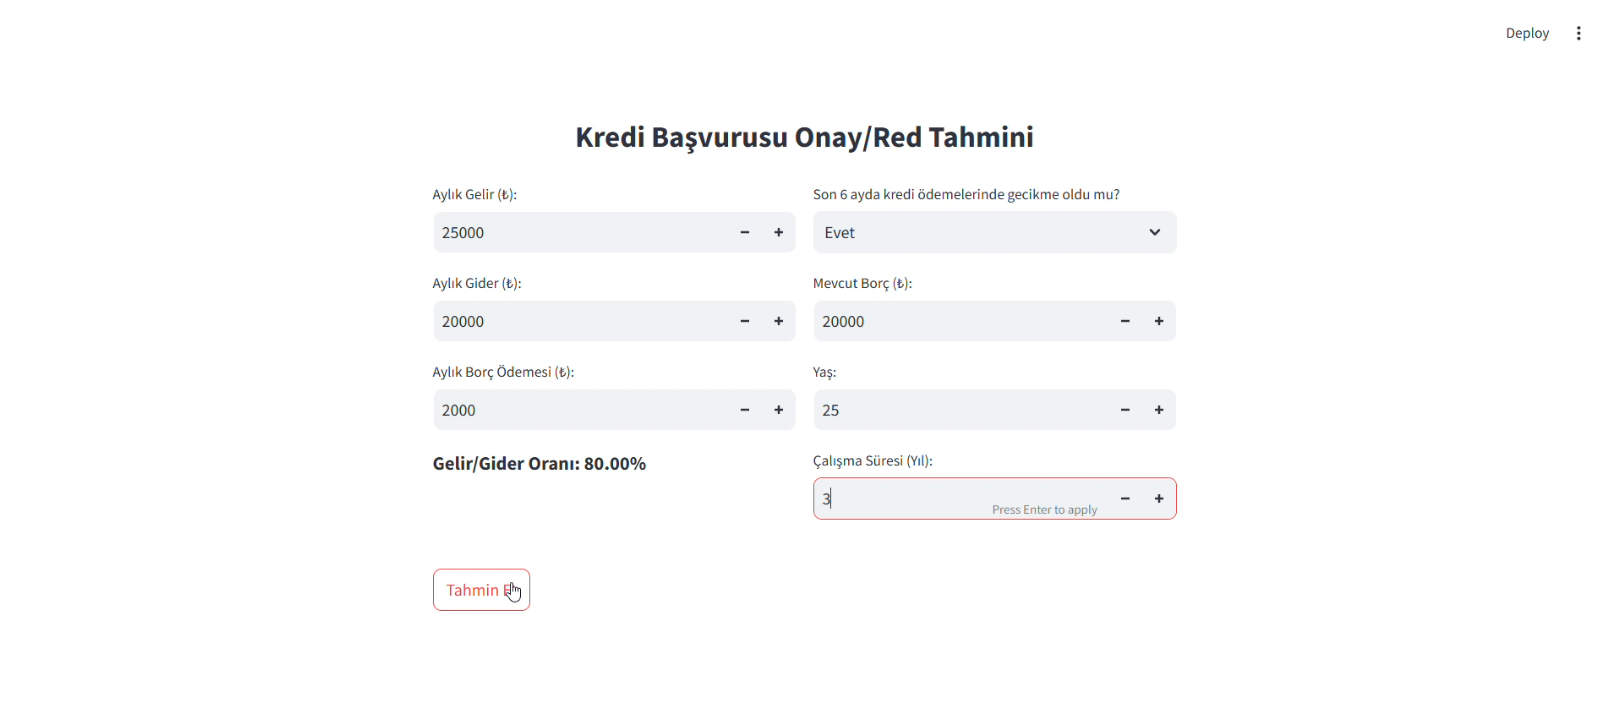 Deploy
Kredi Başvurusu Onay/Red Tahmini
Aylık Gelir (₺):
25000
Aylık Gider (₺):
20000
Aylık Borç Ödemesi (₺):
2000
Gelir/Gider Oranı: 80.00%
Son 6 ayda kredi ödemelerinde gecikme oldu mu?
Evet
Mevcut Borç (₺):
20000
Yaş:
25
Çalışma Süresi (Yıl):
3
Press Enter to apply
Tahmin